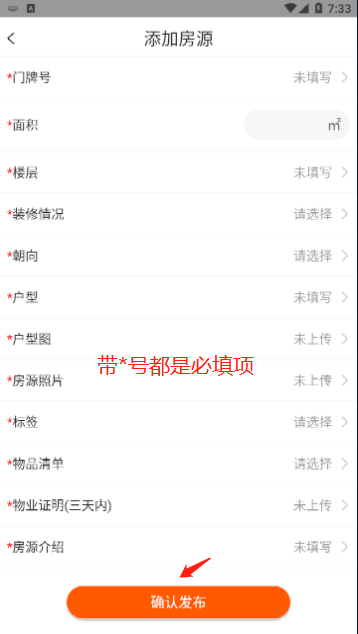 7:33
添加房源
*门牌号 未填写
*面积 ㎡
*楼层 未填写
*装修情况 请选择
*朝向 请选择
*户型 未填写
*户型图 未上传
带*号都是必填项
*房源照片 未上传
*标签 请选择
*物品清单 请选择
*物业证明(三天内) 未上传
*房源介绍 未填写
确认发布